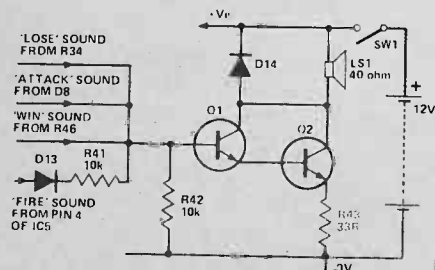 +Ve
'LOSE' SOUND
FROM R34
'ATTACK' SOUND
FROM D8
'WIN' SOUND
FROM R46
D13
R41
10k
'FIRE' SOUND
FROM PIN 4
OF IC5
R42
10k
D14
Q1
Q2
R43
33R
LS1
40 ohm
SW1
+
12V
0V